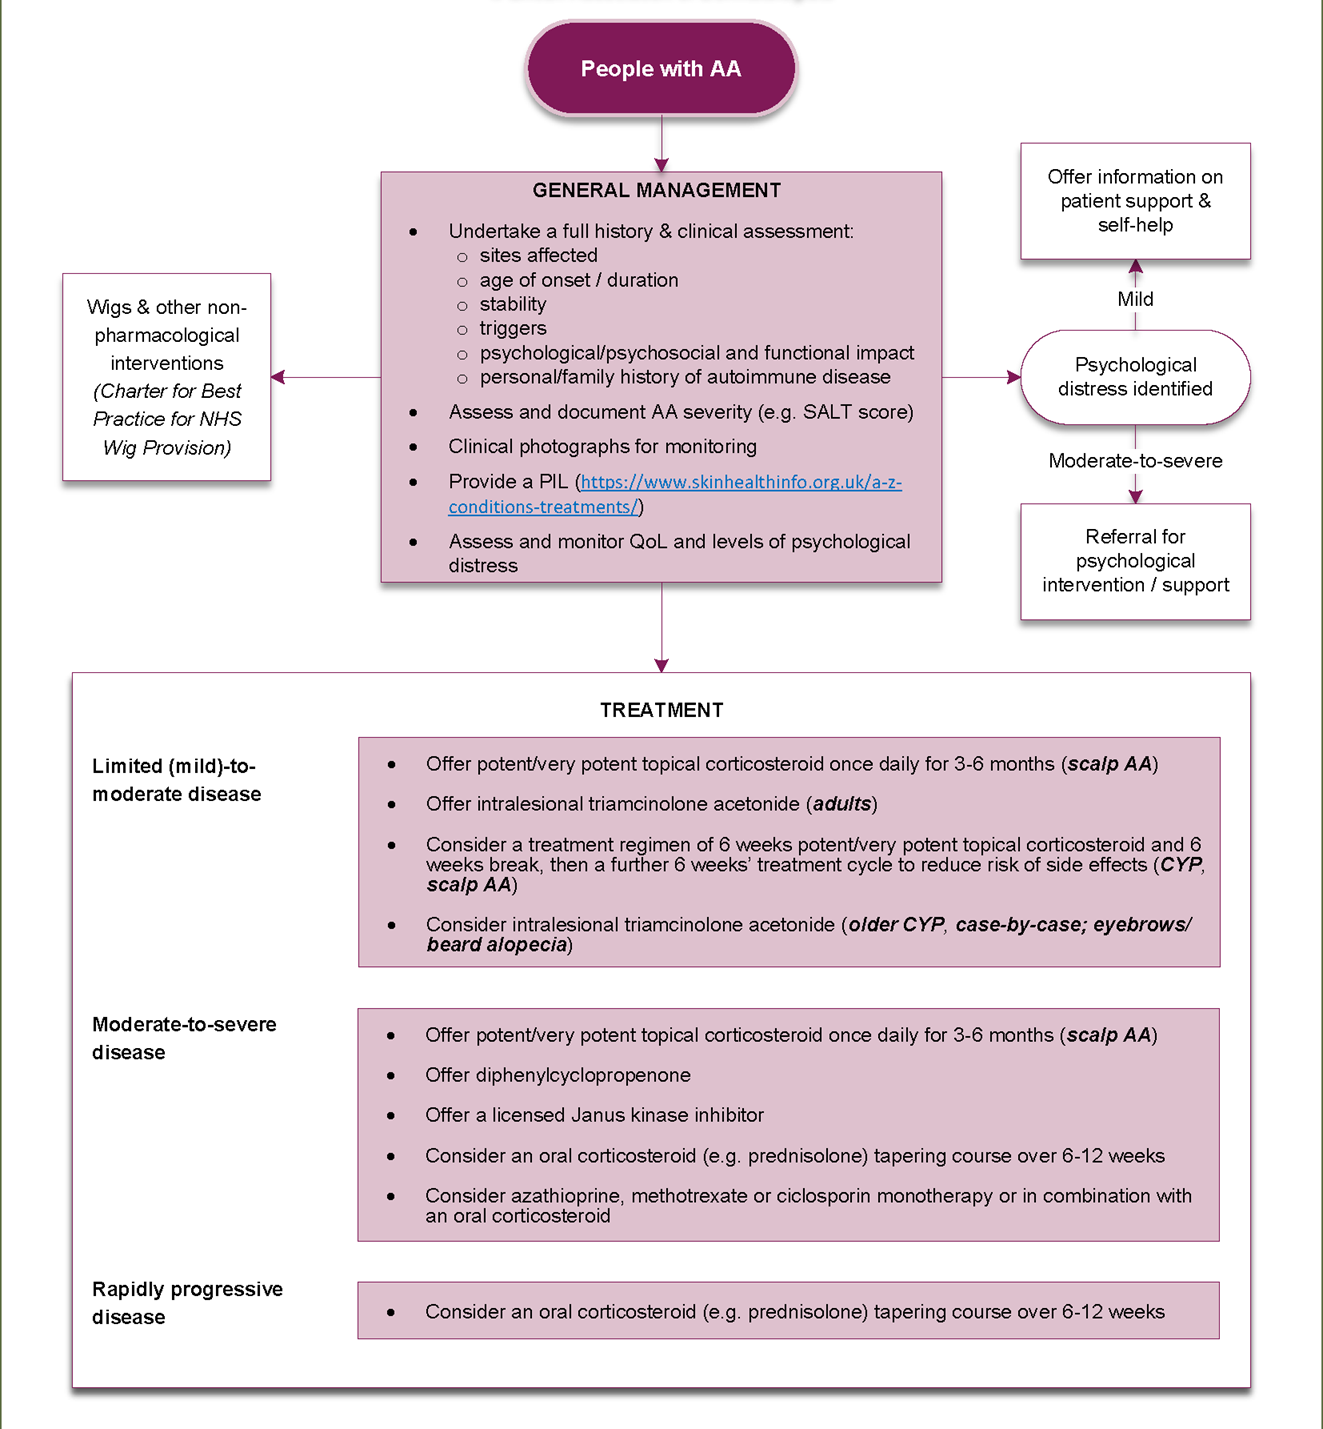 People with AA
GENERAL MANAGEMENT
• Undertake a full history & clinical assessment:
o sites affected
o age of onset / duration
o stability
o triggers
o psychological/psychosocial and functional impact
o personal/family history of autoimmune disease
• Assess and document AA severity (e.g. SALT score)
• Clinical photographs for monitoring
• Provide a PIL (https://www.skinhealthinfo.org.uk/a-z-
conditions-treatments/)
• Assess and monitor QoL and levels of psychological
distress
Wigs & other non-
pharmacological
interventions
(Charter for Best
Practice for NHS
Wig Provision)
Offer information on
patient support &
self-help
Mild
Psychological
distress identified
Moderate-to-severe
Referral for
psychological
intervention / support
TREATMENT
Limited (mild)-to-
moderate disease
• Offer potent/very potent topical corticosteroid once daily for 3-6 months (scalp AA)
• Offer intralesional triamcinolone acetonide (adults)
• Consider a treatment regimen of 6 weeks potent/very potent topical corticosteroid and 6
weeks break, then a further 6 weeks’ treatment cycle to reduce risk of side effects (CYP,
scalp AA)
• Consider intralesional triamcinolone acetonide (older CYP, case-by-case; eyebrows/
beard alopecia)
Moderate-to-severe
disease
• Offer potent/very potent topical corticosteroid once daily for 3-6 months (scalp AA)
• Offer diphenylcyclopropenone
• Offer a licensed Janus kinase inhibitor
• Consider an oral corticosteroid (e.g. prednisolone) tapering course over 6-12 weeks
• Consider azathioprine, methotrexate or ciclosporin monotherapy or in combination with
an oral corticosteroid
Rapidly progressive
disease
• Consider an oral corticosteroid (e.g. prednisolone) tapering course over 6-12 weeks